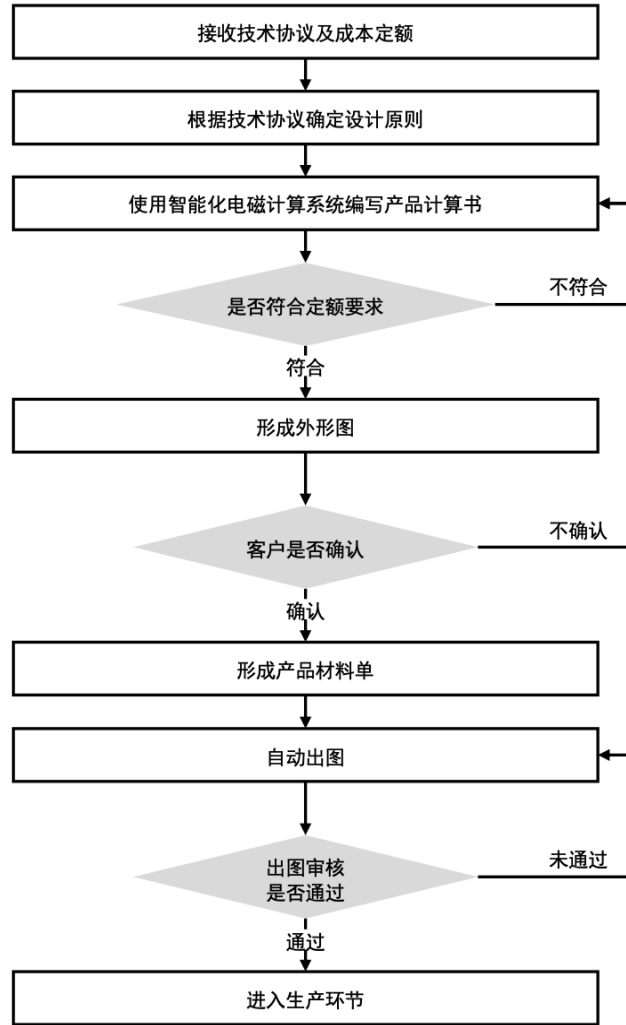 接收技术协议及成本定额
根据技术协议确定设计原则
使用智能化电磁计算系统编写产品计算书
是否符合定额要求
不符合
符合
形成外形图
客户是否确认
不确认
确认
形成产品材料单
自动出图
出图审核
是否通过
未通过
通过
进入生产环节